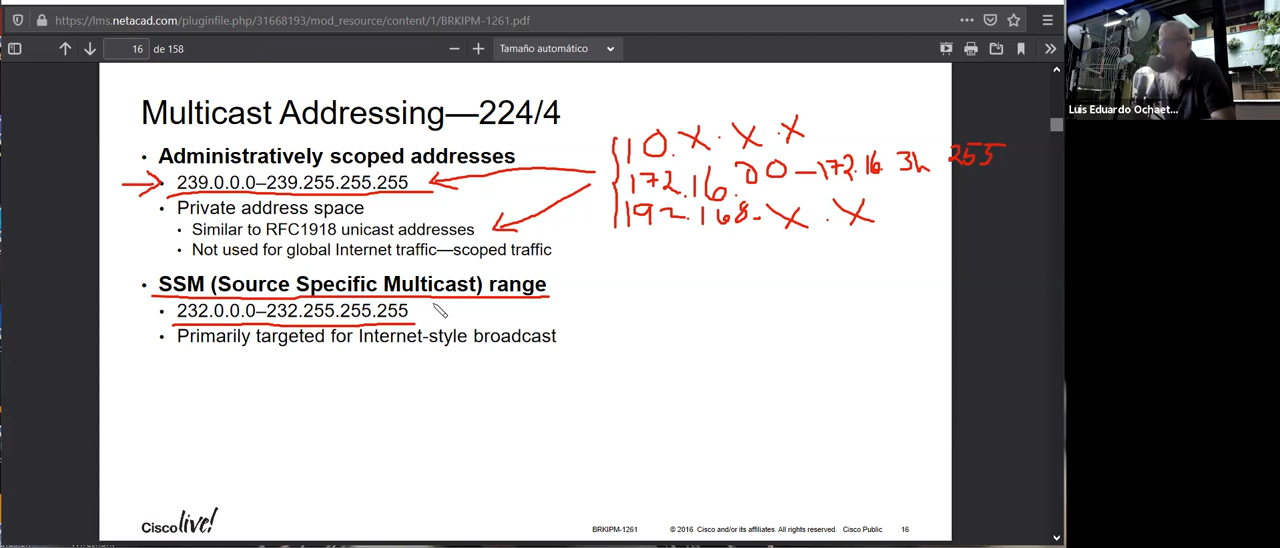 https://lms.netacad.com/pluginfile.php/31668193/mod_resource/content/1/BRKIPM-1261.pdf
16 de 158
Tamaño automático
Luis Eduardo Ochaet...
Multicast Addressing—224/4
• Administratively scoped addresses
• 239.0.0.0–239.255.255.255
• Private address space
• Similar to RFC1918 unicast addresses
• Not used for global Internet traffic—scoped traffic
10.X.X.X
172.16.00–172.16 255
192.168.X.X
• SSM (Source Specific Multicast) range
• 232.0.0.0–232.255.255.255
• Primarily targeted for Internet-style broadcast
Cisco live!
BRKIPM-1261
© 2016 Cisco and/or its affiliates. All rights reserved. Cisco Public
16